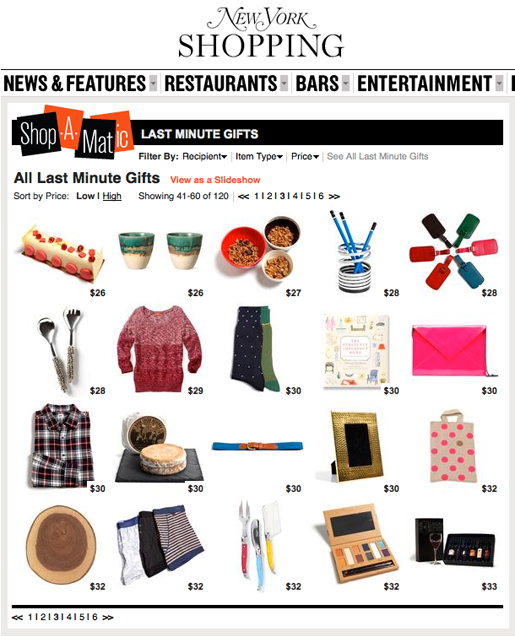 New York
SHOPPING
NEWS & FEATURES RESTAURANTS BARS ENTERTAINMENT
Shop-A-Matic LAST MINUTE GIFTS
Filter By: Recipient | Item Type | Price See All Last Minute Gifts
All Last Minute Gifts View as a Slideshow
Sort by Price: Low | High Showing 41-60 of 120 | << 1 | 2 | 3 | 4 | 5 | 6 >>
$26 $26 $27 $28 $28
$28 $29 $30 $30 $30
$30 $30 $30 $30 $32
$32 $32 $32 $32 $33
<< 1 | 2 | 3 | 4 | 5 | 6 >>